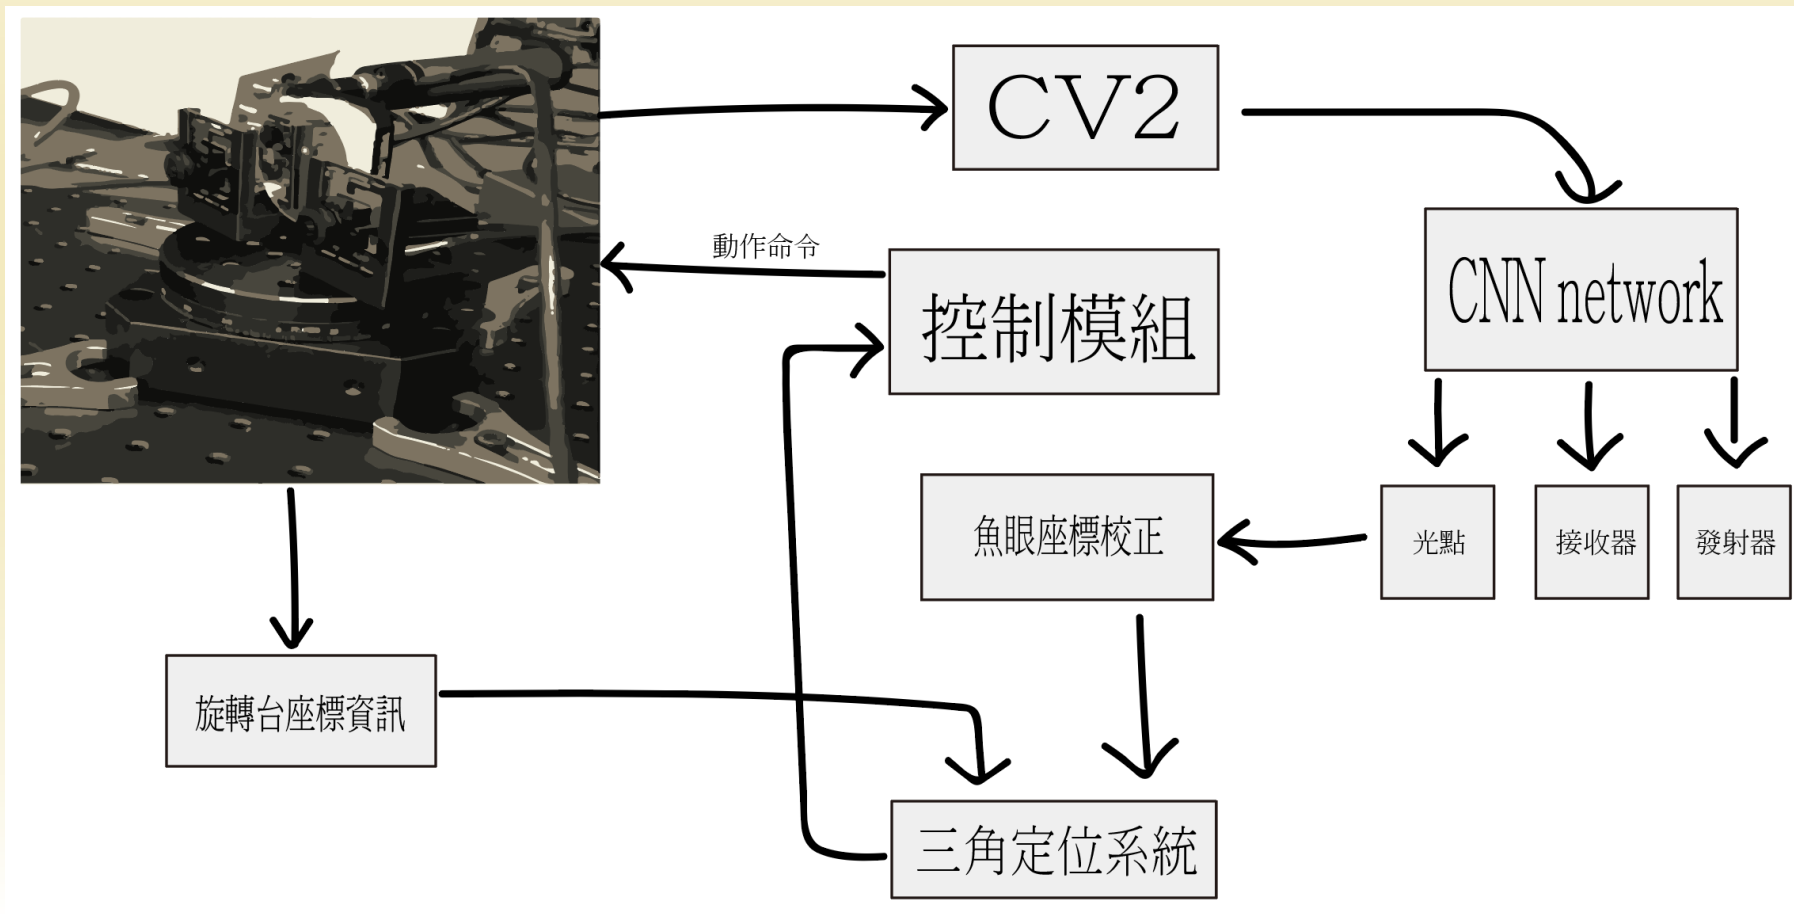 CV2
動作命令
控制模組
CNN network
魚眼座標校正
光點
接收器
發射器
旋轉台座標資訊
三角定位系統